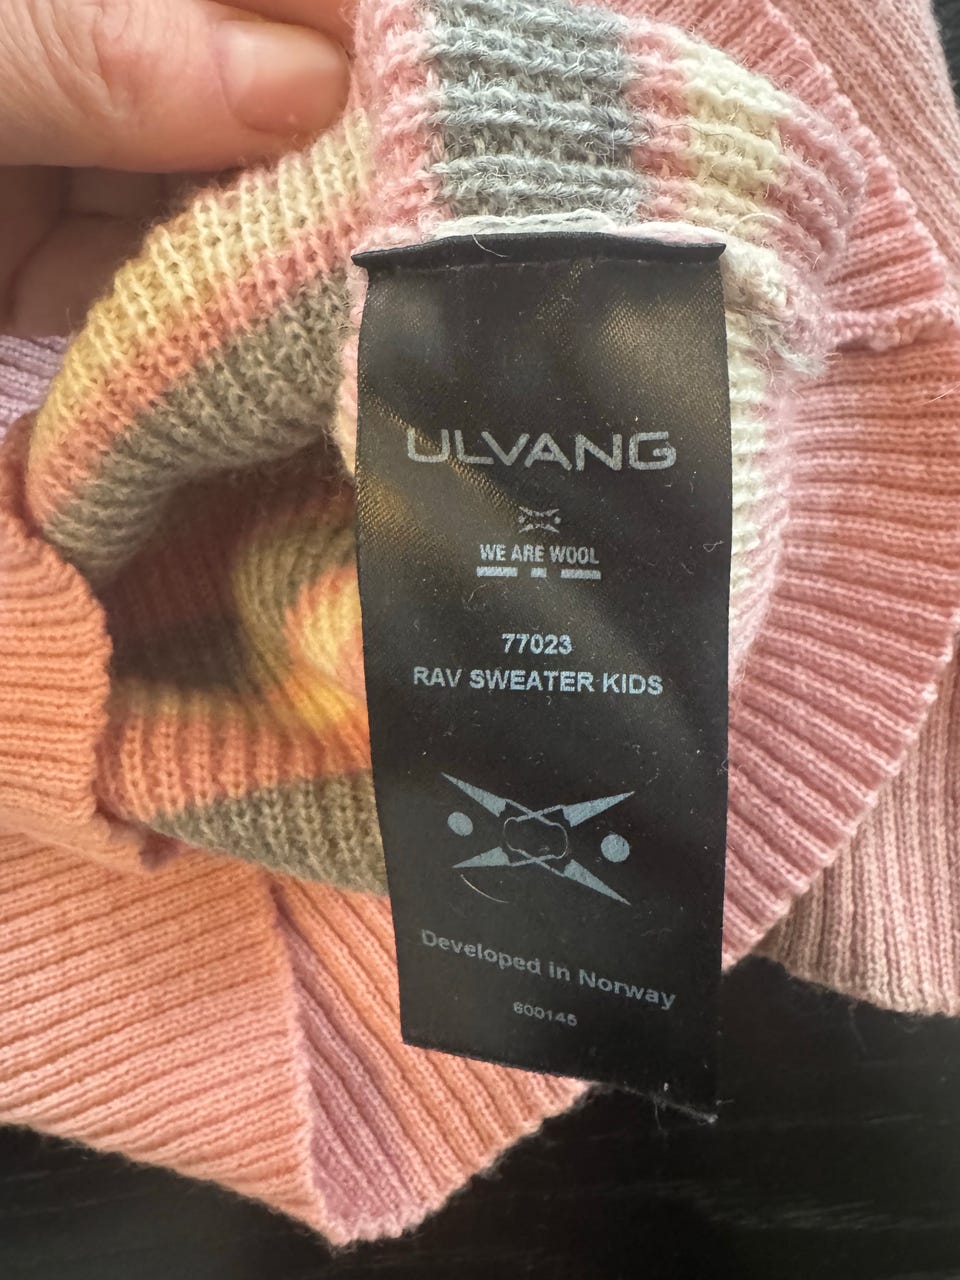 ULVANG
WE ARE WOOL
77023
RAV SWEATER KIDS
Developed in Norway
600145